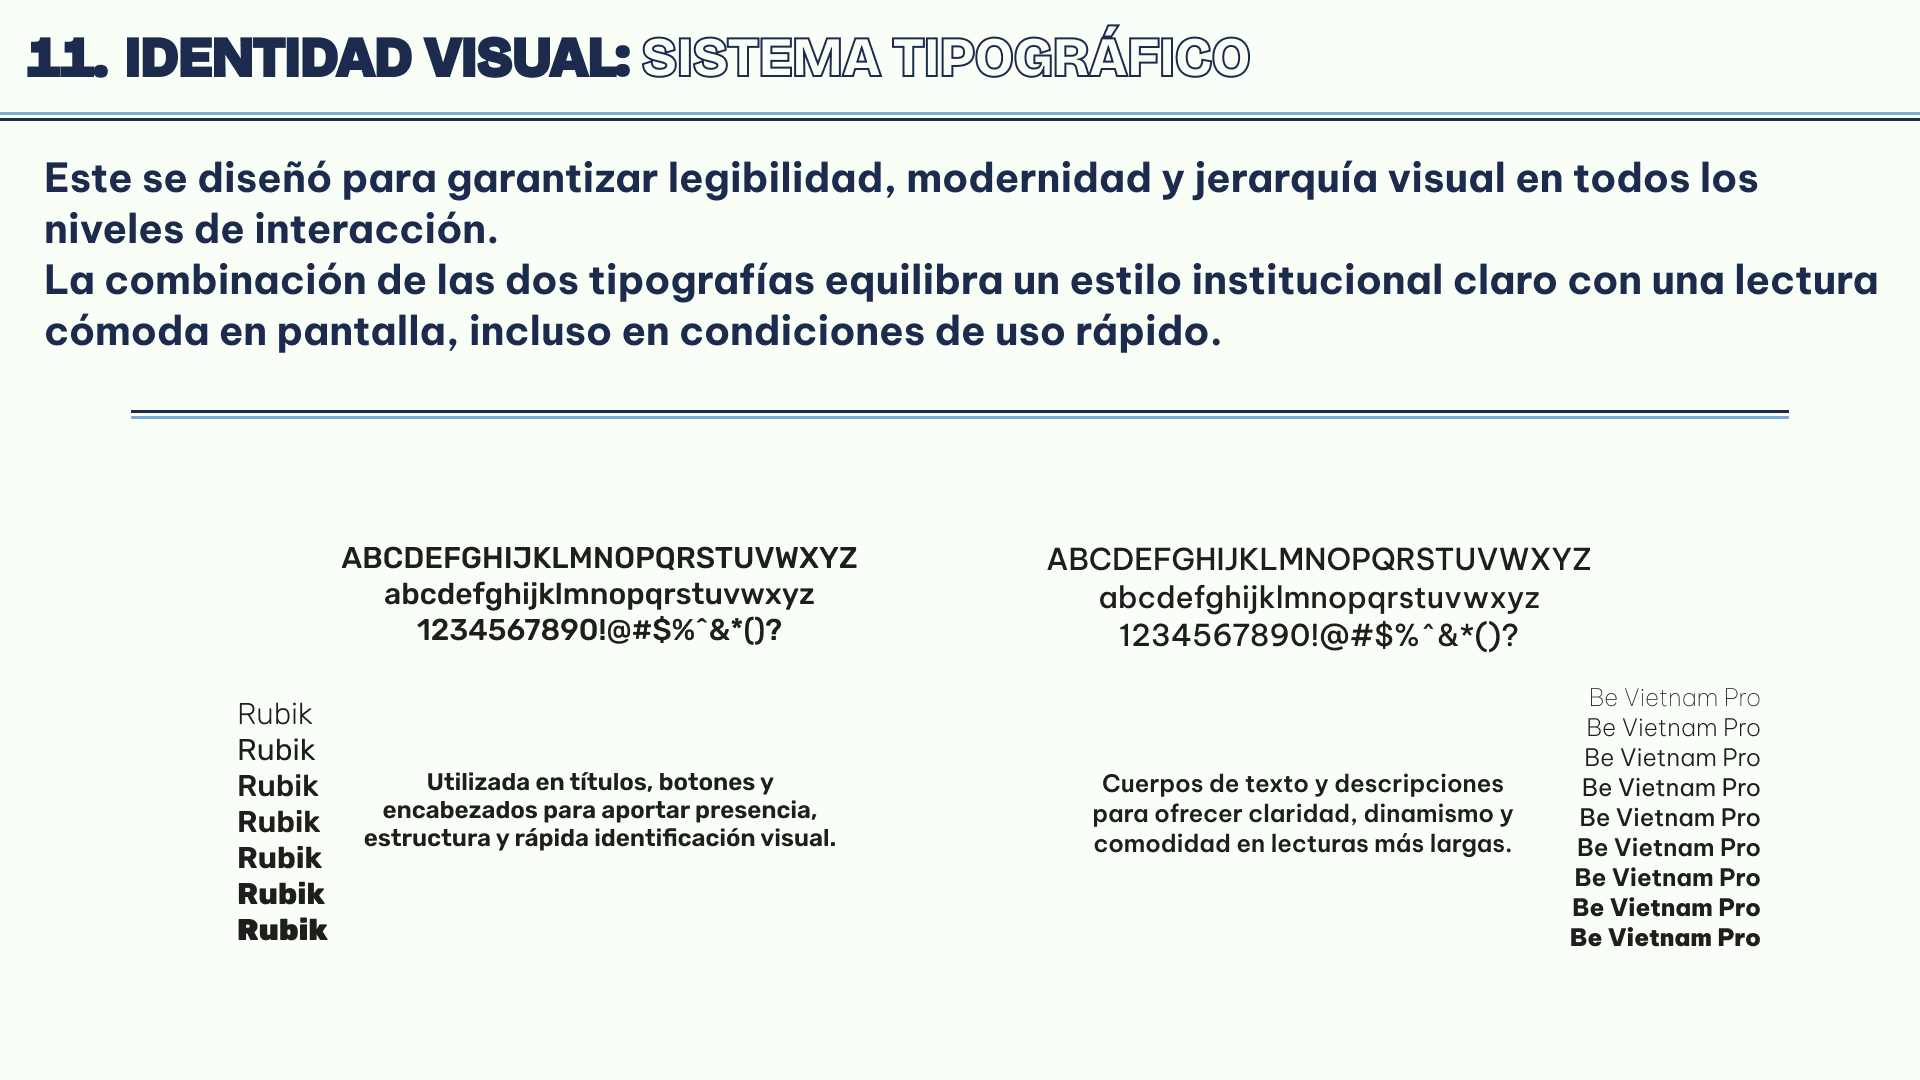 11. IDENTIDAD VISUAL: SISTEMA TIPOGRÁFICO
Este se diseñó para garantizar legibilidad, modernidad y jerarquía visual en todos los
niveles de interacción.
La combinación de las dos tipografías equilibra un estilo institucional claro con una lectura
cómoda en pantalla, incluso en condiciones de uso rápido.
ABCDEFGHIJKLMNOPQRSTUVWXYZ
abcdefghijklmnopqrstuvwxyz
1234567890!@#$%^&*()?
Rubik
Rubik
Rubik
Rubik
Rubik
Rubik
Rubik
Utilizada en títulos, botones y
encabezados para aportar presencia,
estructura y rápida identificación visual.
ABCDEFGHIJKLMNOPQRSTUVWXYZ
abcdefghijklmnopqrstuvwxyz
1234567890!@#$%^&*()?
Cuerpos de texto y descripciones
para ofrecer claridad, dinamismo y
comodidad en lecturas más largas.
Be Vietnam Pro
Be Vietnam Pro
Be Vietnam Pro
Be Vietnam Pro
Be Vietnam Pro
Be Vietnam Pro
Be Vietnam Pro
Be Vietnam Pro
Be Vietnam Pro